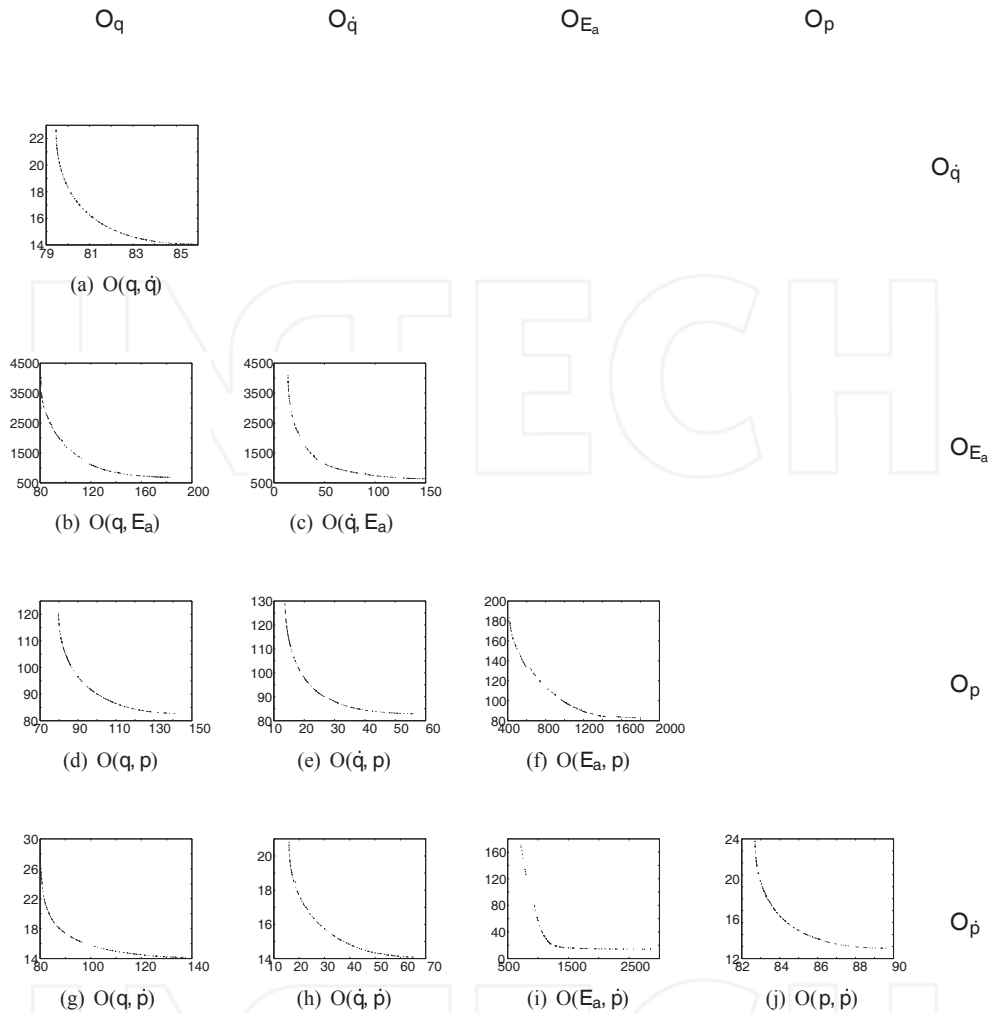 O_q O_q̇ O_{E_a} O_p
22
20
18
16
14
79 81 83 85
O_q̇
(a) O(q, q̇)
INTECH
4500
3500
2500
1500
500
80 120 160 200
4500
3500
2500
1500
500
0 50 100 150
O_{E_a}
(b) O(q, E_a) (c) O(q̇, E_a)
120
110
100
90
80
70 90 110 130 150
130
120
110
100
90
80
10 20 30 40 50 60
200
180
160
140
120
100
80
400 800 1200 1600 2000
O_p
(d) O(q, p) (e) O(q̇, p) (f) O(E_a, p)
30
26
22
18
14
80 100 120 140
20
18
16
14
10 20 30 40 50 60 70
160
120
80
40
0
500 1500 2500
24
20
16
12
82 84 86 88 90
O_ṗ
(g) O(q, ṗ) (h) O(q̇, ṗ) (i) O(E_a, ṗ) (j) O(p, ṗ)
INTECH